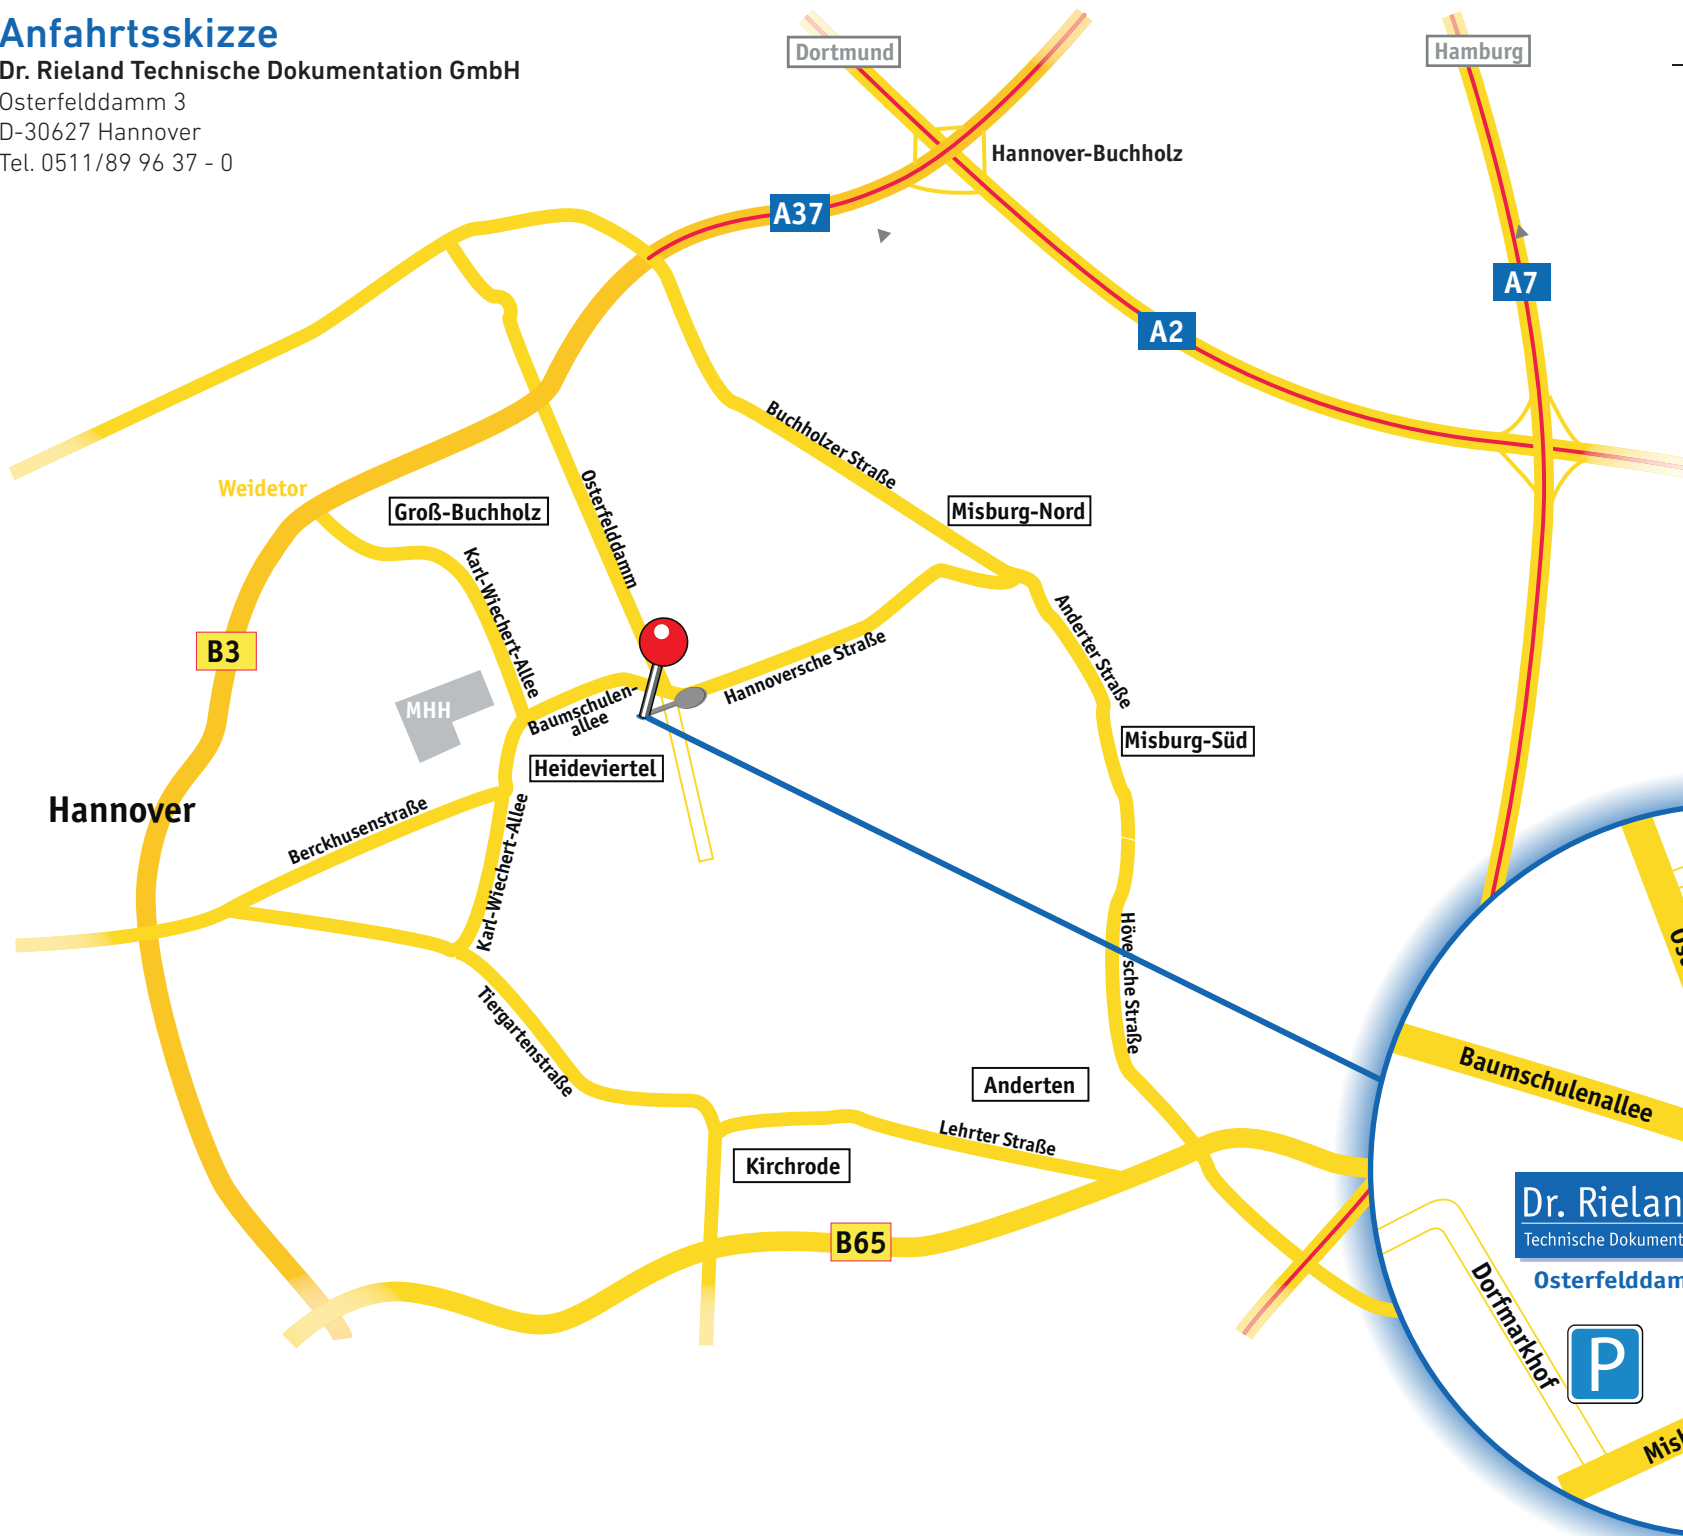 Anfahrtsskizze
Dr. Rieland Technische Dokumentation GmbH
Osterfelddamm 3
D-30627 Hannover
Tel. 0511/89 96 37 - 0
Dortmund
Hamburg
Hannover-Buchholz
A37
A7
A2
Buchholzer Straße
Weidetor
Groß-Buchholz
Osterfelddamm
Misburg-Nord
Karl-Wiechert-Allee
Anderter Straße
B3
Hannoversche Straße
MHH
Baumschulen-
allee
Misburg-Süd
Heideviertel
Hannover
Berckhusenstraße
Karl-Wiechert-Allee
Höversche Straße
Tiergartenstraße
Baumschulenallee
Anderten
Lehrter Straße
Kirchrode
B65
Dr. Rielan
Technische Dokument
Osterfelddam
Dorfmarkhof
P